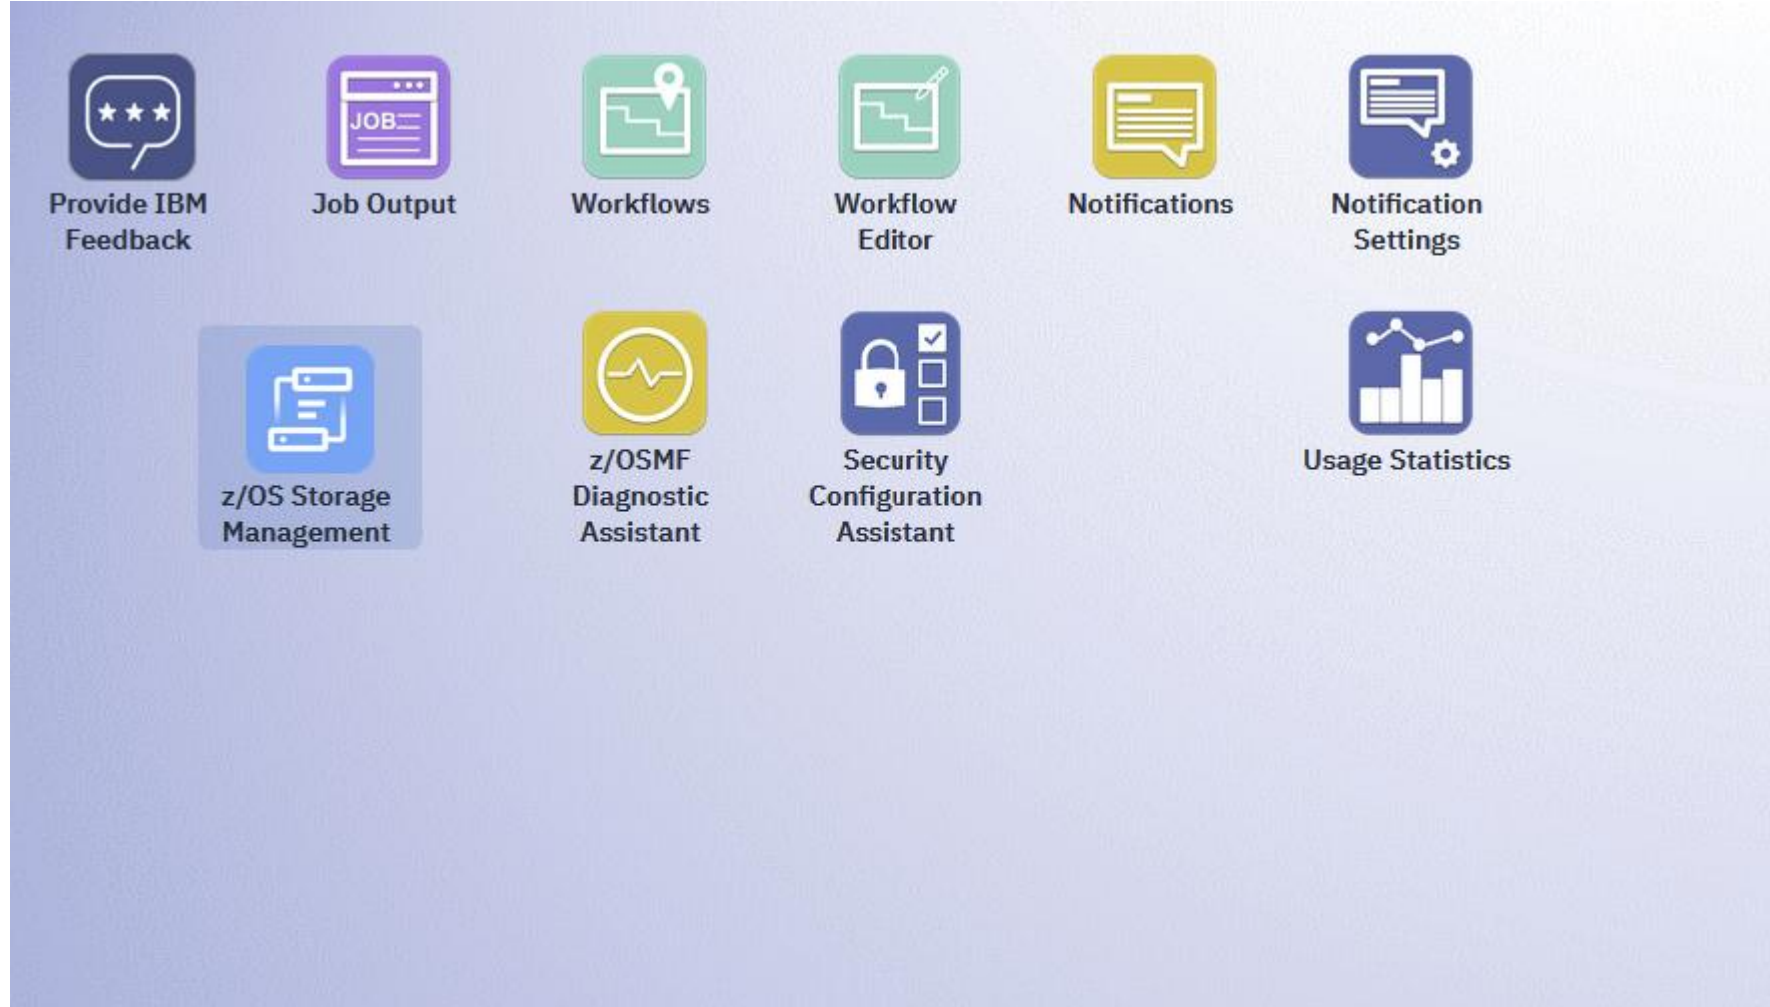 JOB
Provide IBM
Feedback
Job Output
Workflows
Workflow
Editor
Notifications
Notification
Settings
z/OS Storage
Management
z/OSMF
Diagnostic
Assistant
Security
Configuration
Assistant
Usage Statistics